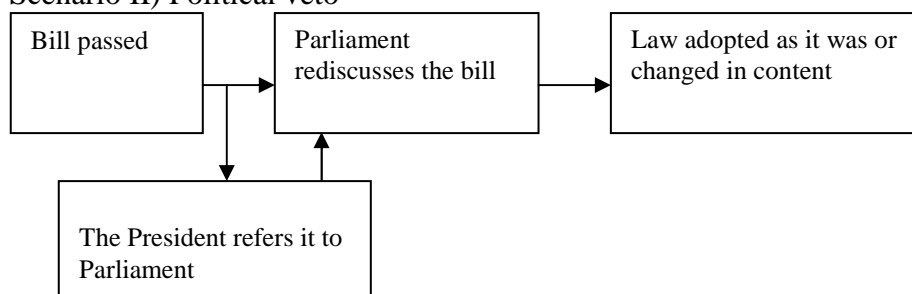 Scenario II) Political veto
Bill passed
Parliament
rediscusses the bill
Law adopted as it was or
changed in content
The President refers it to
Parliament